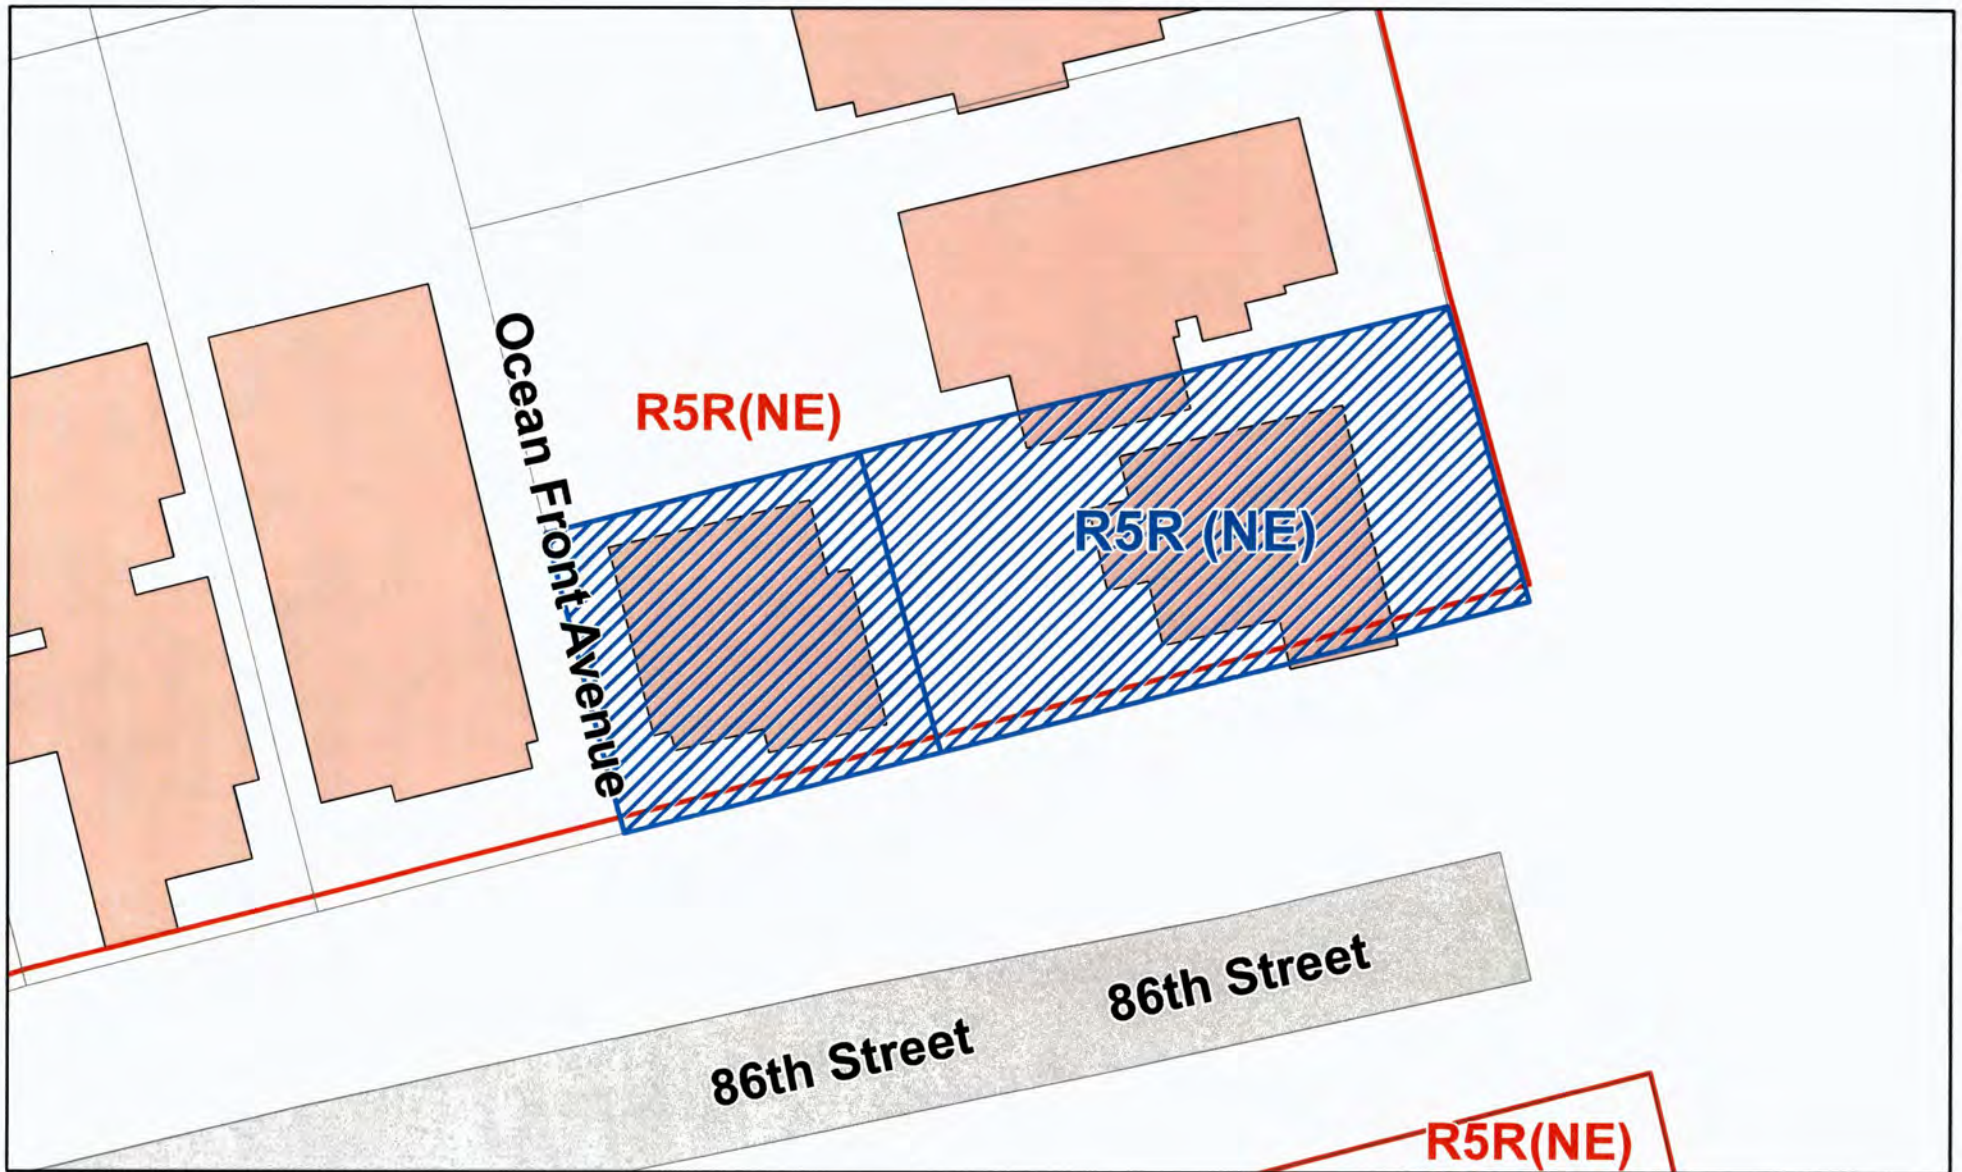 Ocean Front Avenue
R5R(NE)
R5R (NE)
86th Street
86th Street
R5R(NE)